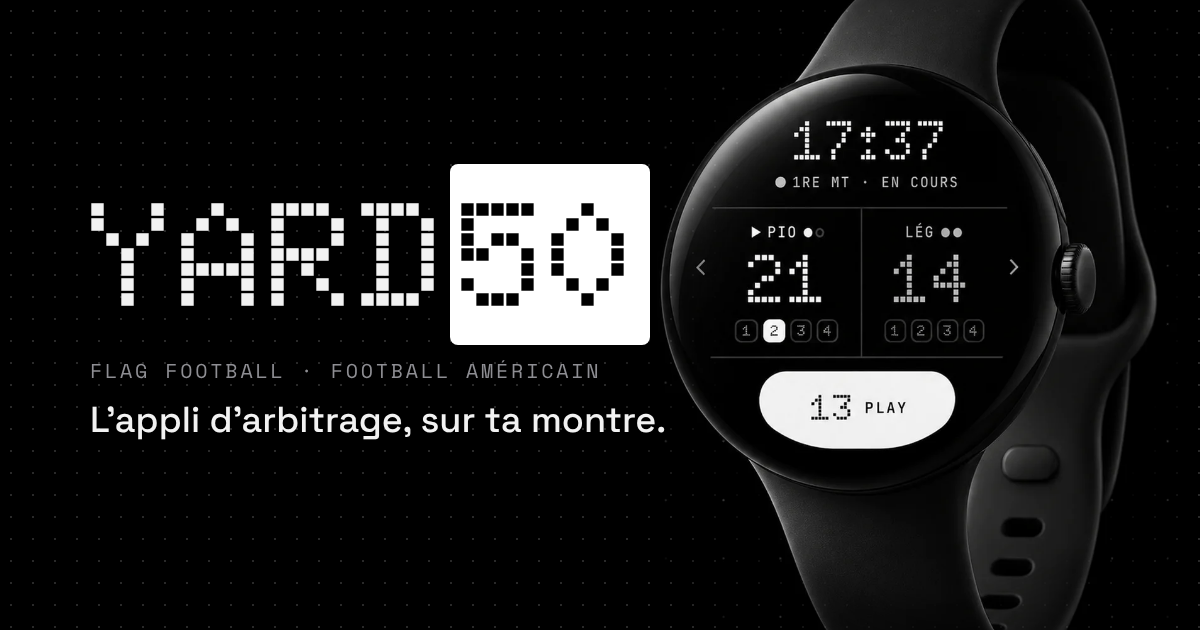 YARD50
FLAG FOOTBALL · FOOTBALL AMÉRICAIN
L'appli d'arbitrage, sur ta montre.
17:37
1RE MT · EN COURS
PIO
LÉG
21
14
1 2 3 4
1 2 3 4
13 PLAY